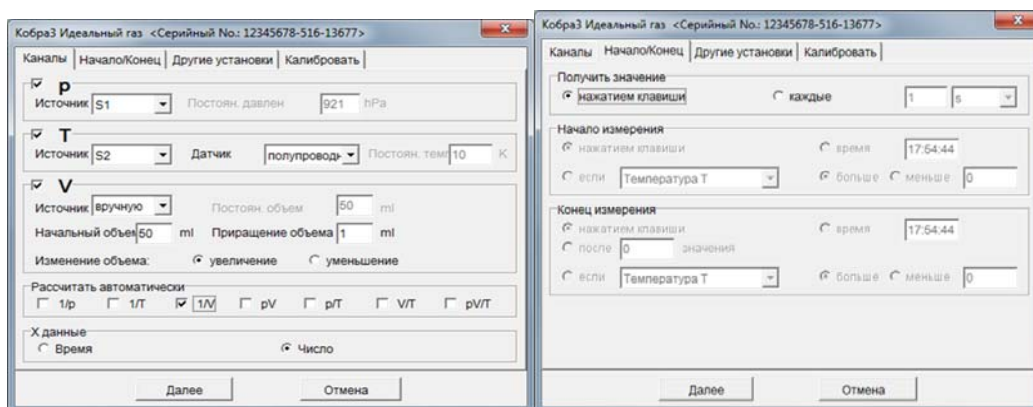 Кобра3 Идеальный газ <Серийный No.: 12345678-516-13677>
Каналы Начало/Конец Другие установки Калибровать
p
Источник S1 Постоян. давлен 921 hPa
T
Источник S2 Датчик полупроводн Постоян. темп 10 K
V
Источник вручную Постоян. объем 50 ml
Начальный объем 50 ml Приращение объема 1 ml
Изменение объема: увеличение уменьшение
Рассчитать автоматически
1/p 1/T 1/V pV p/T V/T pV/T
X данные
Время Число
Далее Отмена
Кобра3 Идеальный газ <Серийный No.: 12345678-516-13677>
Каналы Начало/Конец Другие установки Калибровать
Получить значение
нажатием клавиши каждые 1 s
Начало измерения
нажатием клавиши время 17:54:44
если Температура T больше меньше 0
Конец измерения
нажатием клавиши время 17:54:44
после 0 значения
если Температура T больше меньше 0
Далее Отмена